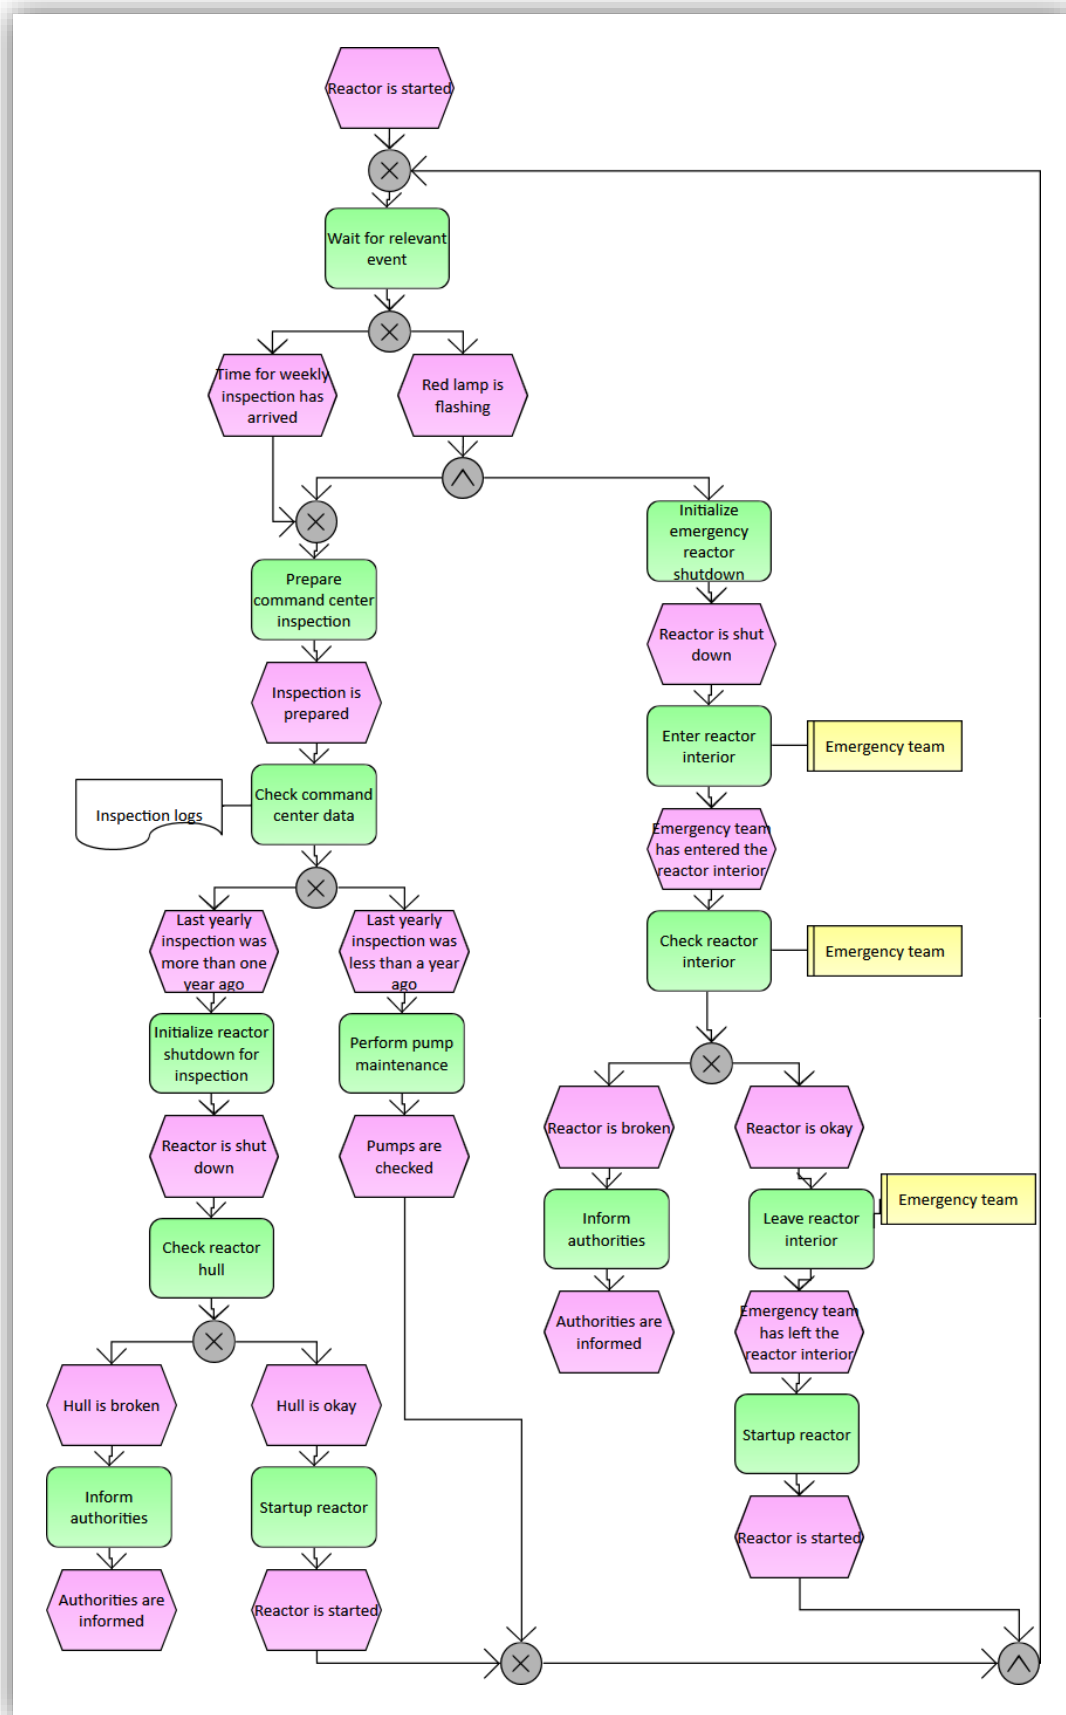 Reactor is started
Wait for relevant
event
Time for weekly
inspection has
arrived
Red lamp is
flashing
Initialize
emergency
reactor
shutdown
Prepare
command center
inspection
Reactor is shut
down
Inspection is
prepared
Enter reactor
interior
Emergency team
Inspection logs
Check command
center data
Emergency team
has entered the
reactor interior
Last yearly
inspection was
more than one
year ago
Last yearly
inspection was
less than a year
ago
Check reactor
interior
Emergency team
Initialize reactor
shutdown for
inspection
Perform pump
maintenance
Reactor is shut
down
Pumps are
checked
Reactor is broken
Reactor is okay
Check reactor
hull
Inform
authorities
Leave reactor
interior
Emergency team
Authorities are
informed
Emergency team
has left the
reactor interior
Hull is broken
Hull is okay
Startup reactor
Inform
authorities
Startup reactor
Reactor is started
Authorities are
informed
Reactor is started